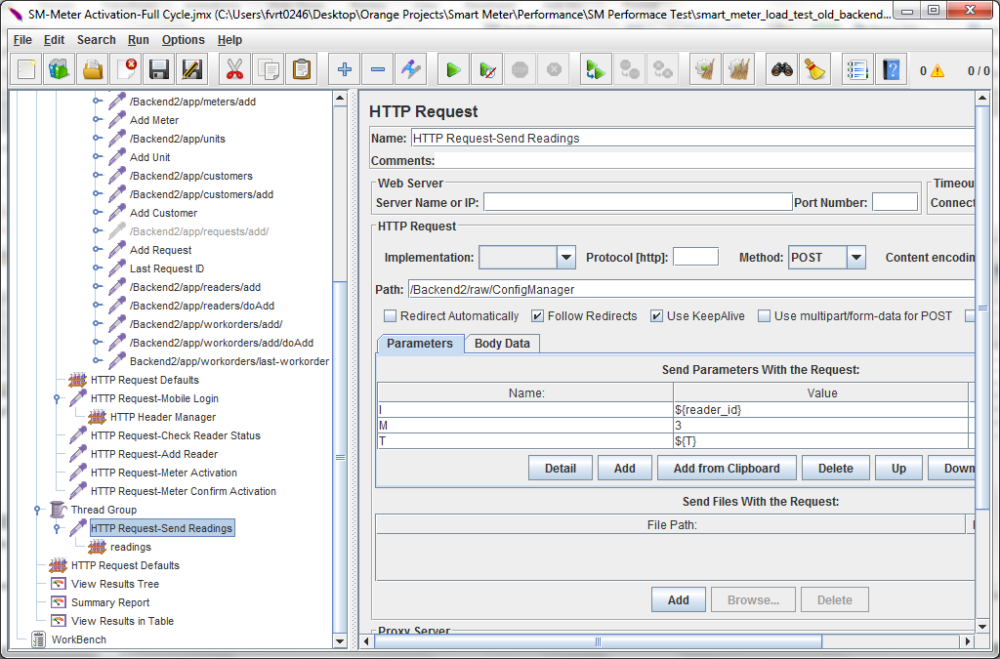 SM-Meter Activation-Full Cycle.jmx (C:\Users\fvrt0246\Desktop\Orange Projects\Smart Meter\Performance\SM Performace Test\smart_meter_load_test_old_backend...
File Edit Search Run Options Help
0 0 / 0
/Backend2/app/meters/add
Add Meter
/Backend2/app/units
Add Unit
/Backend2/app/customers
/Backend2/app/customers/add
Add Customer
/Backend2/app/requests/add/
Add Request
Last Request ID
/Backend2/app/readers/add
/Backend2/app/readers/doAdd
/Backend2/app/workorders/add/
/Backend2/app/workorders/add/doAdd
Backend2/app/workorders/last-workorder
HTTP Request Defaults
HTTP Request-Mobile Login
HTTP Header Manager
HTTP Request-Check Reader Status
HTTP Request-Add Reader
HTTP Request-Meter Activation
HTTP Request-Meter Confirm Activation
Thread Group
HTTP Request-Send Readings
readings
HTTP Request Defaults
View Results Tree
Summary Report
View Results in Table
WorkBench
HTTP Request
Name: HTTP Request-Send Readings
Comments:
Web Server Timeou
Server Name or IP: Port Number: Connect
HTTP Request
Implementation: Protocol [http]: Method: POST Content encodin
Path: /Backend2/raw/ConfigManager
Redirect Automatically Follow Redirects Use KeepAlive Use multipart/form-data for POST
Parameters Body Data
Send Parameters With the Request:
Name: Value
I ${reader_id}
M 3
T ${T}
Detail Add Add from Clipboard Delete Up Down
Send Files With the Request:
File Path:
Add Browse... Delete
Proxy Server